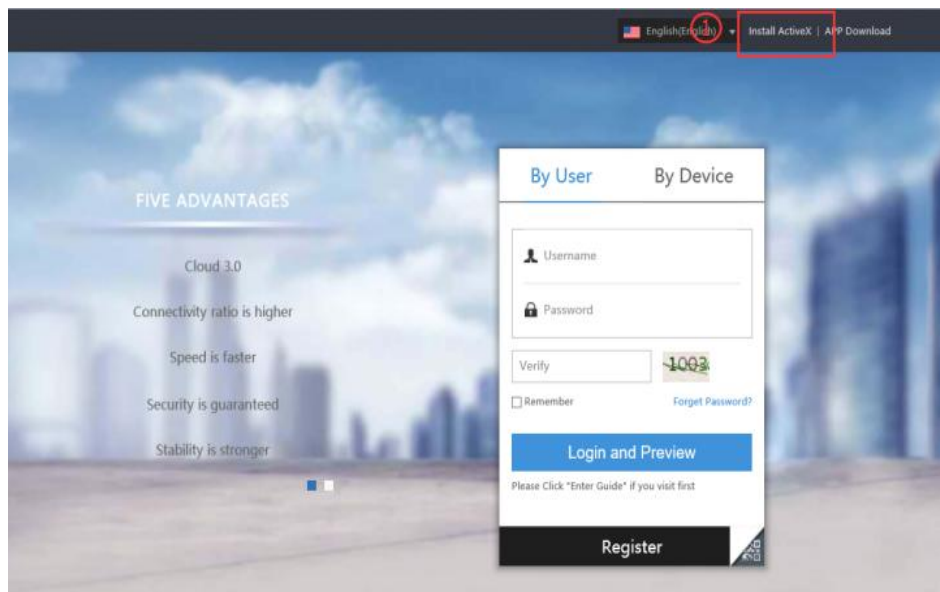 English(English) ① Install ActiveX | APP Download
By User By Device
FIVE ADVANTAGES
Cloud 3.0
Connectivity ratio is higher
Speed is faster
Security is guaranteed
Stability is stronger
Username
Password
Verify 1003
Remember Forget Password?
Login and Preview
Please Click "Enter Guide" if you visit first
Register